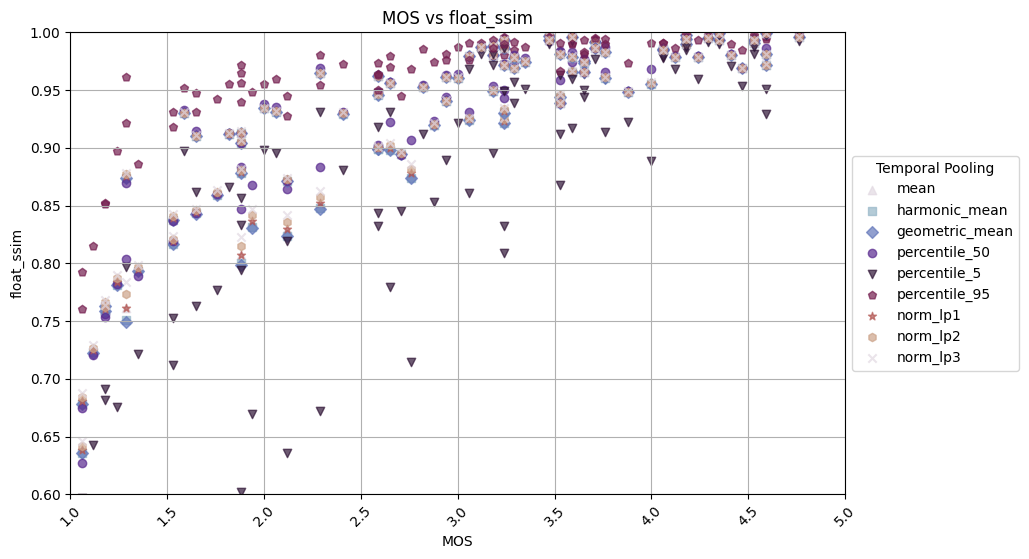 MOS vs float_ssim
float_ssim
1.00
0.95
0.90
0.85
0.80
0.75
0.70
0.65
0.60
1.0
1.5
2.0
2.5
3.0
3.5
4.0
4.5
5.0
MOS
Temporal Pooling
mean
harmonic_mean
geometric_mean
percentile_50
percentile_5
percentile_95
norm_lp1
norm_lp2
norm_lp3